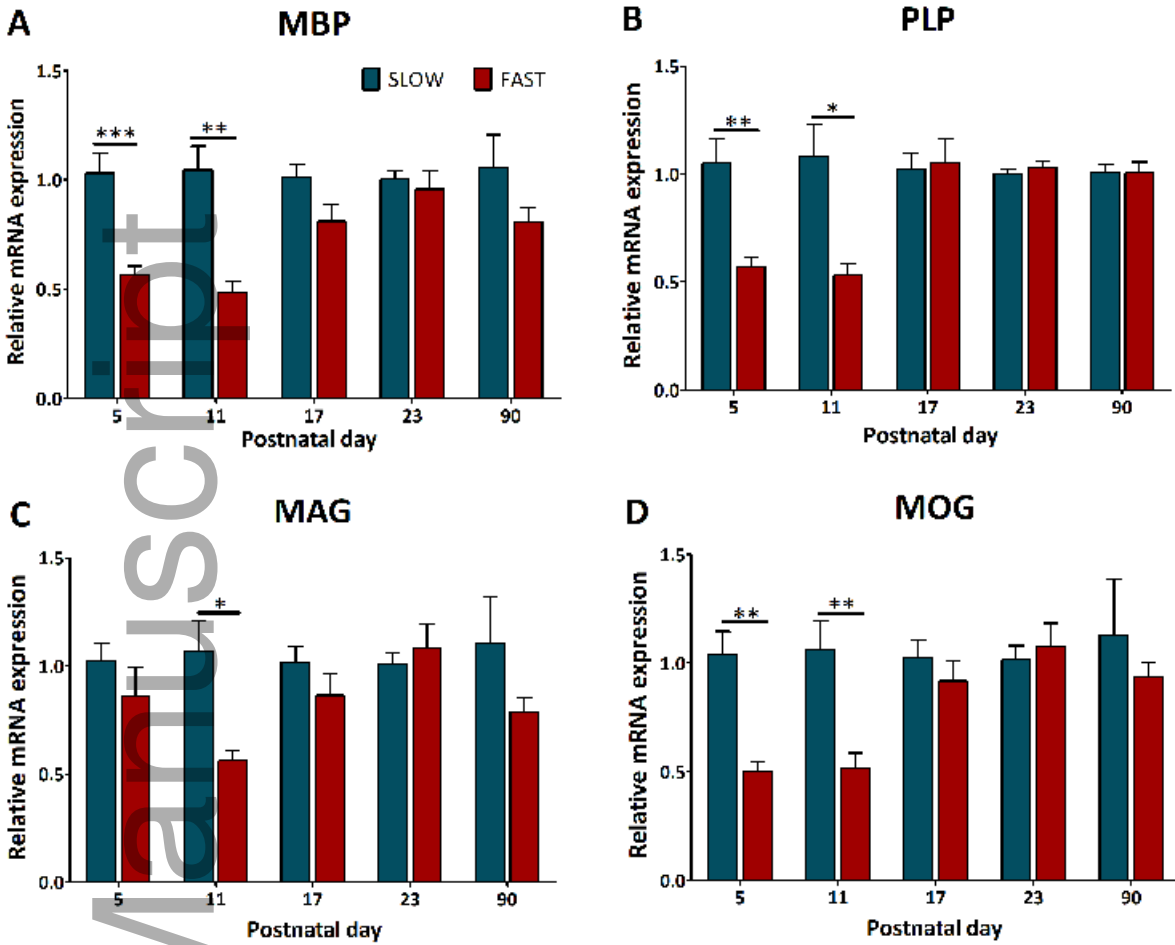 A MBP
1.5
SLOW FAST
*** **
1.0
0.5
0.0
5 11 17 23 90
Relative mRNA expression
Postnatal day
B PLP
1.5
** *
1.0
0.5
0.0
5 11 17 23 90
Relative mRNA expression
Postnatal day
C MAG
1.5
*
1.0
0.5
0.0
5 11 17 23 90
Relative mRNA expression
Postnatal day
D MOG
1.5
** **
1.0
0.5
0.0
5 11 17 23 90
Relative mRNA expression
Postnatal day
Manuscript